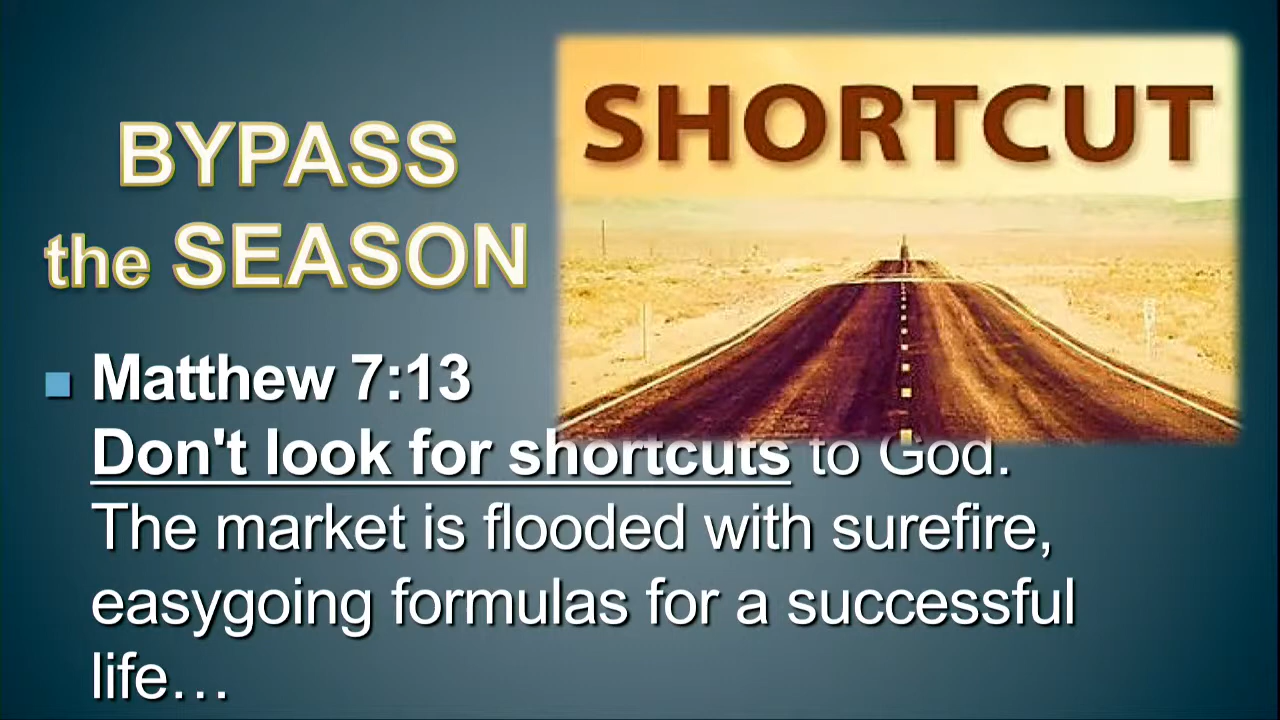 BYPASS
the SEASON
SHORTCUT
Matthew 7:13
Don't look for shortcuts to God.
The market is flooded with surefire,
easygoing formulas for a successful
life…